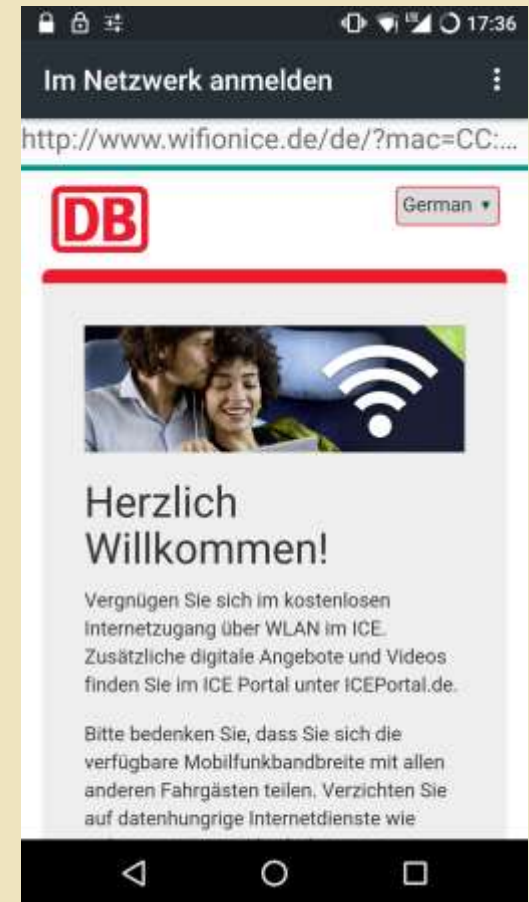 LTE 17:36
Im Netzwerk anmelden
http://www.wifionice.de/de/?mac=CC:...
DB
German
Herzlich
Willkommen!
Vergnügen Sie sich im kostenlosen
Internetzugang über WLAN im ICE.
Zusätzliche digitale Angebote und Videos
finden Sie im ICE Portal unter ICEPortal.de.
Bitte bedenken Sie, dass Sie sich die
verfügbare Mobilfunkbandbreite mit allen
anderen Fahrgästen teilen. Verzichten Sie
auf datenhungrige Internetdienste wie